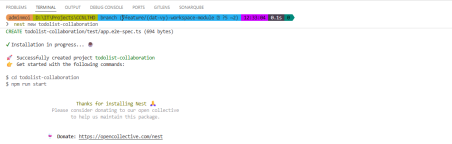 PROBLEMS TERMINAL OUTPUT DEBUG CONSOLE PORTS GITLENS SONARQUBE
nest new todolist-collaboration
CREATE todolist-collaboration/test/app.e2e-spec.ts (694 bytes)
✓ Installation in progress... ☕
🚀 Successfully created project todolist-collaboration
👉 Get started with the following commands:
$ cd todolist-collaboration
$ npm run start
Thanks for installing Nest 🙏
Please consider donating to our open collective
to help us maintain this package.
Donate: https://opencollective.com/nest